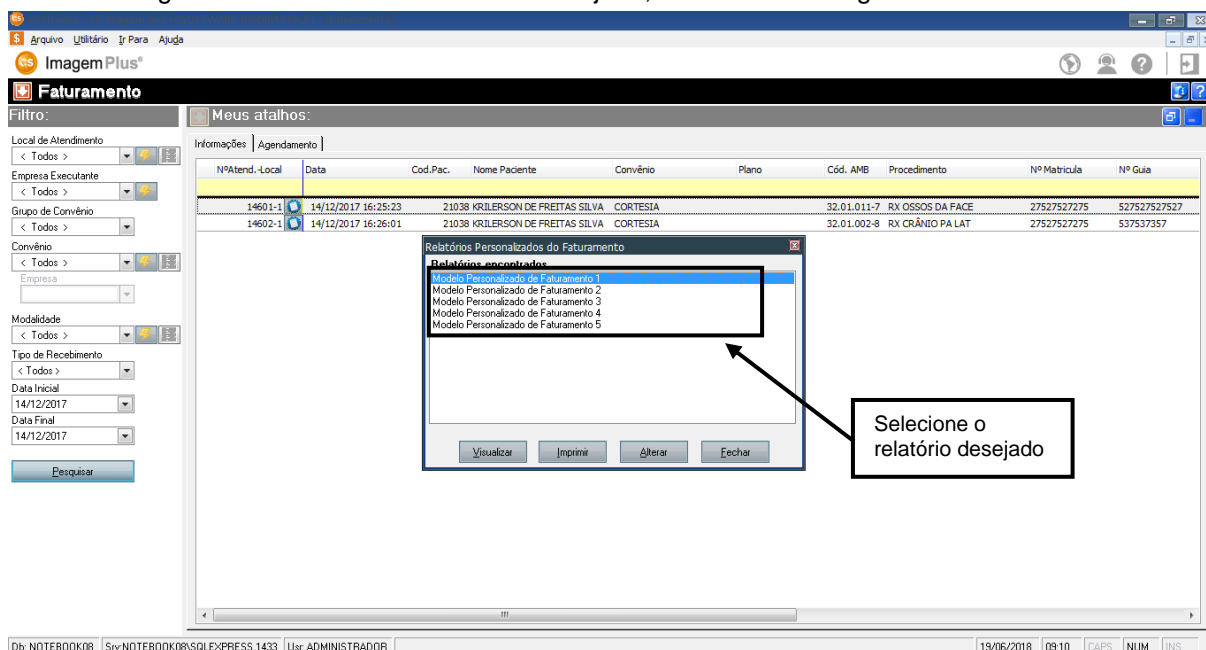 Arquivo Utilitário Ir Para Ajuda
ImagemPlus®
Faturamento
Filtro:
Meus atalhos:
Local de Atendimento
< Todos >
Empresa Executante
< Todos >
Grupo de Convênio
< Todos >
Convênio
< Todos >
Empresa
Modalidade
< Todos >
Tipo de Recebimento
< Todos >
Data Inicial
14/12/2017
Data Final
14/12/2017
Pesquisar
Informações Agendamento
NºAtend.-Local Data Cod.Pac. Nome Paciente Convênio Plano Cód. AMB Procedimento Nº Matricula Nº Guia
14601-1 14/12/2017 16:25:23 21038 KRILERSON DE FREITAS SILVA CORTESIA 32.01.011-7 RX OSSOS DA FACE 27527527275 527527527527
14602-1 14/12/2017 16:26:01 21038 KRILERSON DE FREITAS SILVA CORTESIA 32.01.002-8 RX CRÂNIO PA LAT 27527527275 537537357
Relatórios Personalizados do Faturamento
Relatórios encontrados
Modelo Personalizado de Faturamento 1
Modelo Personalizado de Faturamento 2
Modelo Personalizado de Faturamento 3
Modelo Personalizado de Faturamento 4
Modelo Personalizado de Faturamento 5
Visualizar Imprimir Alterar Fechar
Selecione o
relatório desejado
Db: NOTEBOOK08 Srv:NOTEBOOK08\SQLEXPRESS,1433 Usr: ADMINISTRADOR 19/06/2018 09:10 CAPS NUM INS